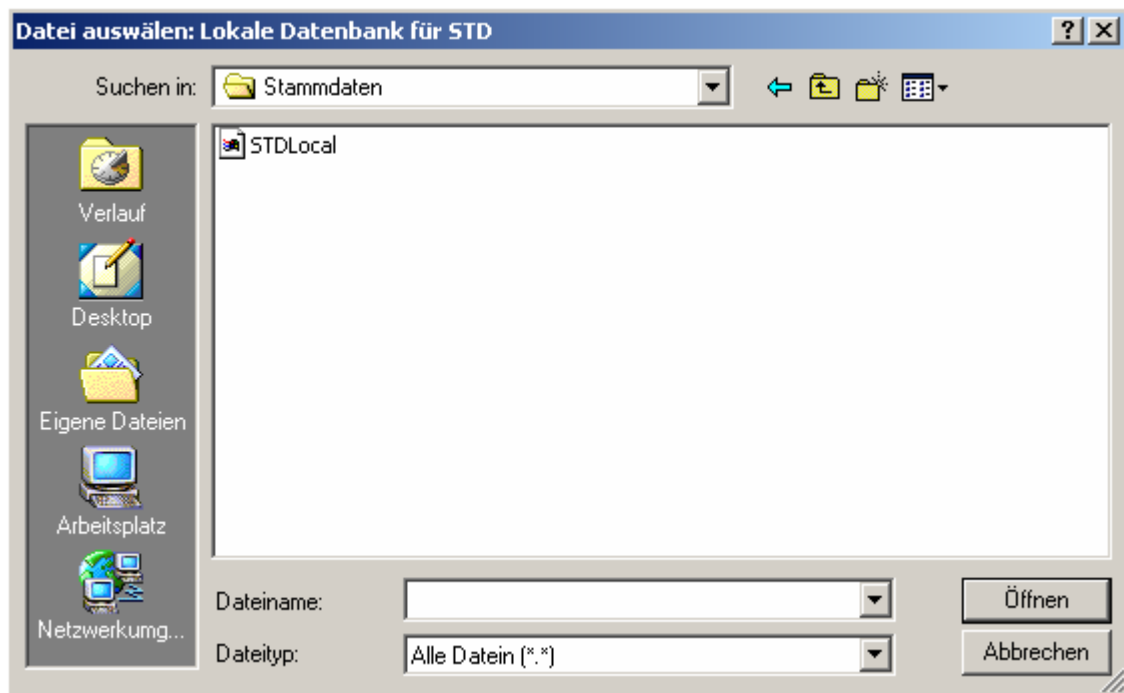 Datei auswälen: Lokale Datenbank für STD
Suchen in: Stammdaten
STDLocal
Verlauf
Desktop
Eigene Dateien
Arbeitsplatz
Netzwerkumg...
Dateiname: Öffnen
Dateityp: Alle Datein (*.*) Abbrechen